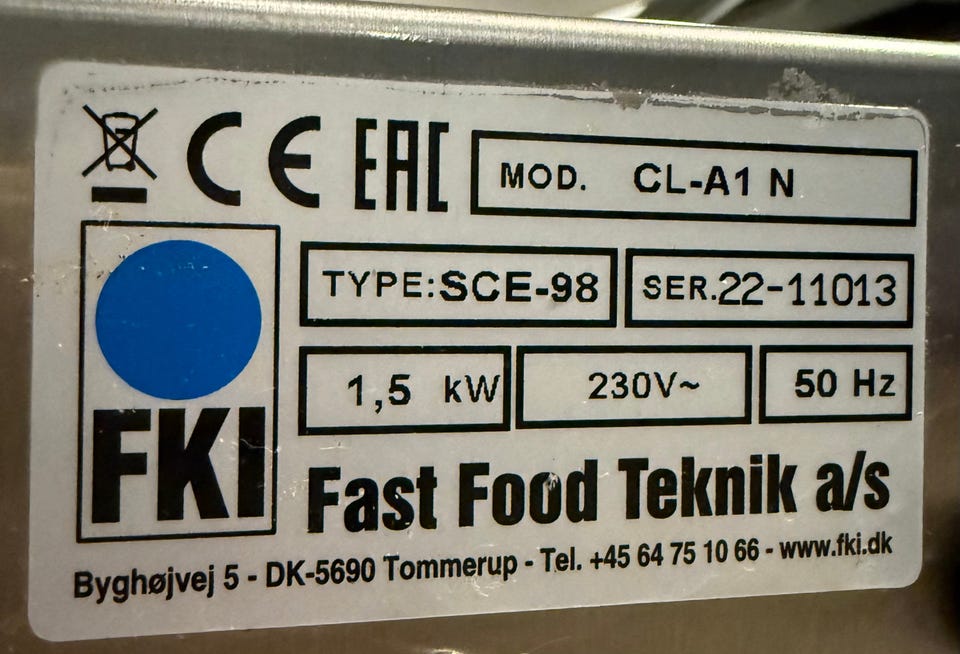 CE EAC MOD. CL-A1 N
TYPE:SCE-98 SER.22-11013
1,5 kW 230V~ 50 Hz
FKI
Fast Food Teknik a/s
Byghøjvej 5 - DK-5690 Tommerup - Tel. +45 64 75 10 66 - www.fki.dk